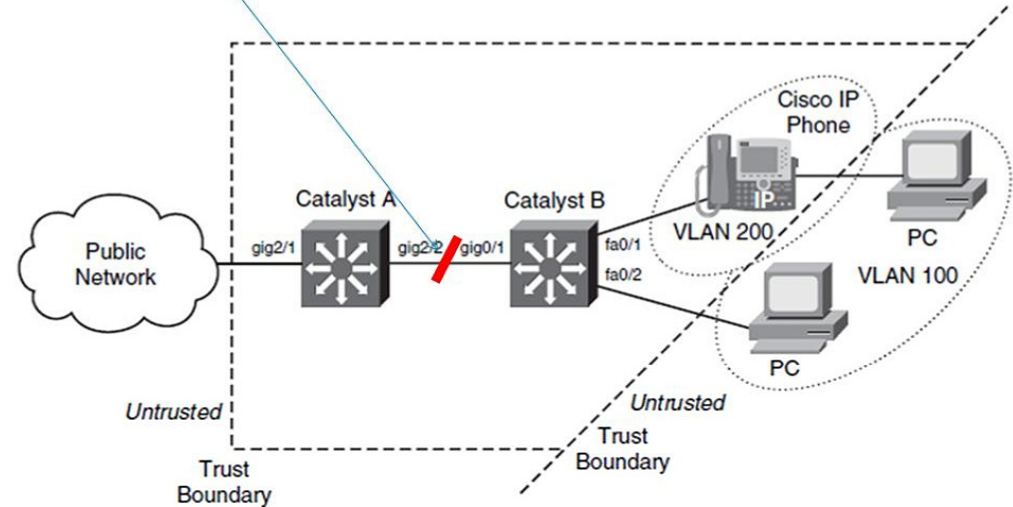 Cisco IP
Phone
Catalyst A
Catalyst B
IP
VLAN 200
PC
Public
Network
gig2/1
gig2/2
gig0/1
fa0/1
fa0/2
VLAN 100
PC
Untrusted
Untrusted
Trust
Boundary
Trust
Boundary